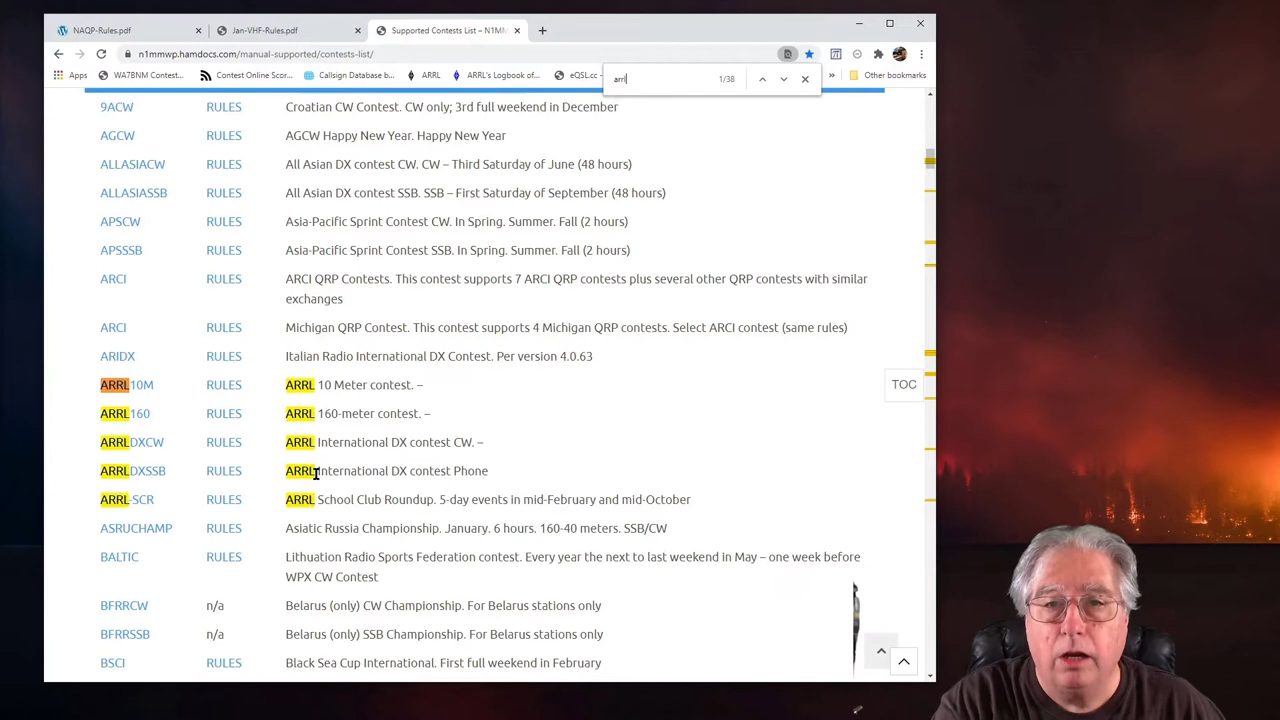 NAQP-Rules.pdf
Jan-VHF-Rules.pdf
Supported Contests List – N1MM
n1mmwp.hamdocs.com/manual-supported/contests-list/
Apps
WA7BNM Contest...
Contest Online Scor...
Callsign Database b...
ARRL
ARRL's Logbook of...
eQSL.cc –
»
Other bookmarks
arrl
1/38
9ACW RULES Croatian CW Contest. CW only; 3rd full weekend in December
AGCW RULES AGCW Happy New Year. Happy New Year
ALLASIACW RULES All Asian DX contest CW. CW – Third Saturday of June (48 hours)
ALLASIASSB RULES All Asian DX contest SSB. SSB – First Saturday of September (48 hours)
APSCW RULES Asia-Pacific Sprint Contest CW. In Spring. Summer. Fall (2 hours)
APSSSB RULES Asia-Pacific Sprint Contest SSB. In Spring. Summer. Fall (2 hours)
ARCI RULES ARCI QRP Contests. This contest supports 7 ARCI QRP contests plus several other QRP contests with similar
exchanges
ARCI RULES Michigan QRP Contest. This contest supports 4 Michigan QRP contests. Select ARCI contest (same rules)
ARIDX RULES Italian Radio International DX Contest. Per version 4.0.63
ARRL10M RULES ARRL 10 Meter contest. –
ARRL160 RULES ARRL 160-meter contest. –
ARRLDXCW RULES ARRL International DX contest CW. –
ARRLDXSSB RULES ARRL International DX contest Phone
ARRL-SCR RULES ARRL School Club Roundup. 5-day events in mid-February and mid-October
ASRUCHAMP RULES Asiatic Russia Championship. January. 6 hours. 160-40 meters. SSB/CW
BALTIC RULES Lithuation Radio Sports Federation contest. Every year the next to last weekend in May – one week before
WPX CW Contest
BFRRCW n/a Belarus (only) CW Championship. For Belarus stations only
BFRRSSB n/a Belarus (only) SSB Championship. For Belarus stations only
BSCI RULES Black Sea Cup International. First full weekend in February
TOC